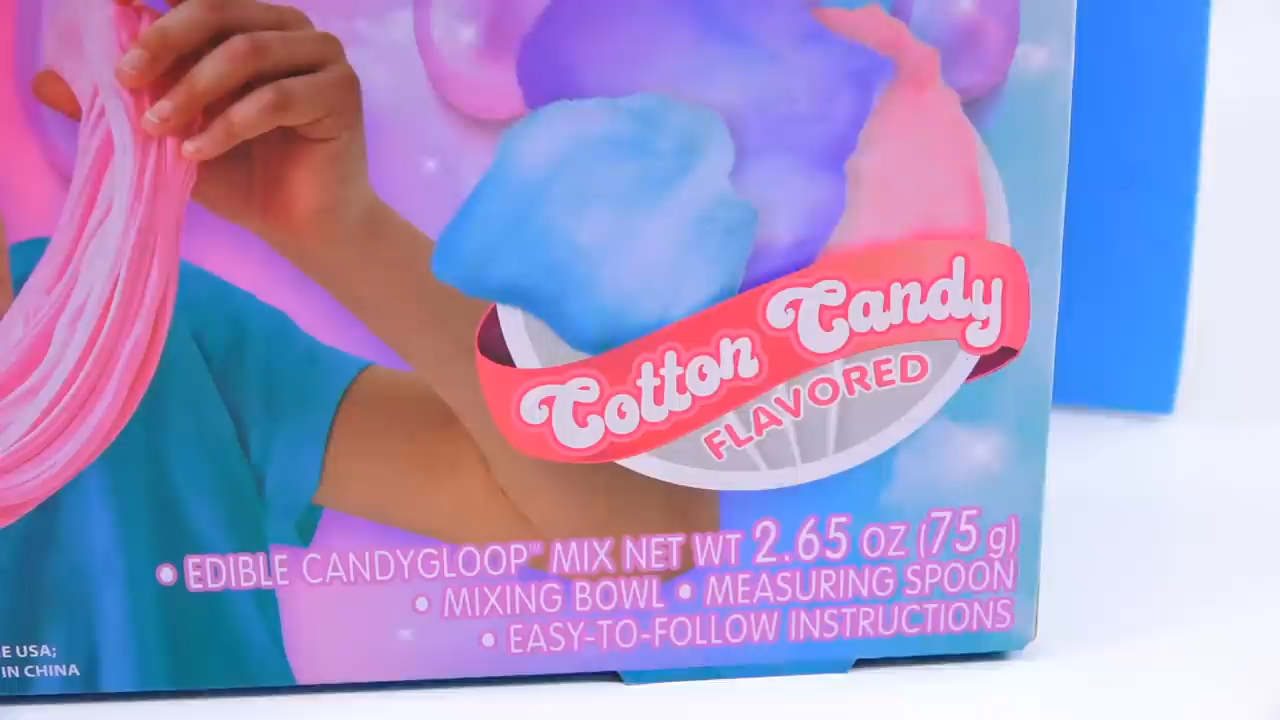 Cotton Candy
FLAVORED
• EDIBLE CANDYGLOOP™ MIX NET WT 2.65 OZ (75 g)
• MIXING BOWL • MEASURING SPOON
• EASY-TO-FOLLOW INSTRUCTIONS
E USA;
IN CHINA